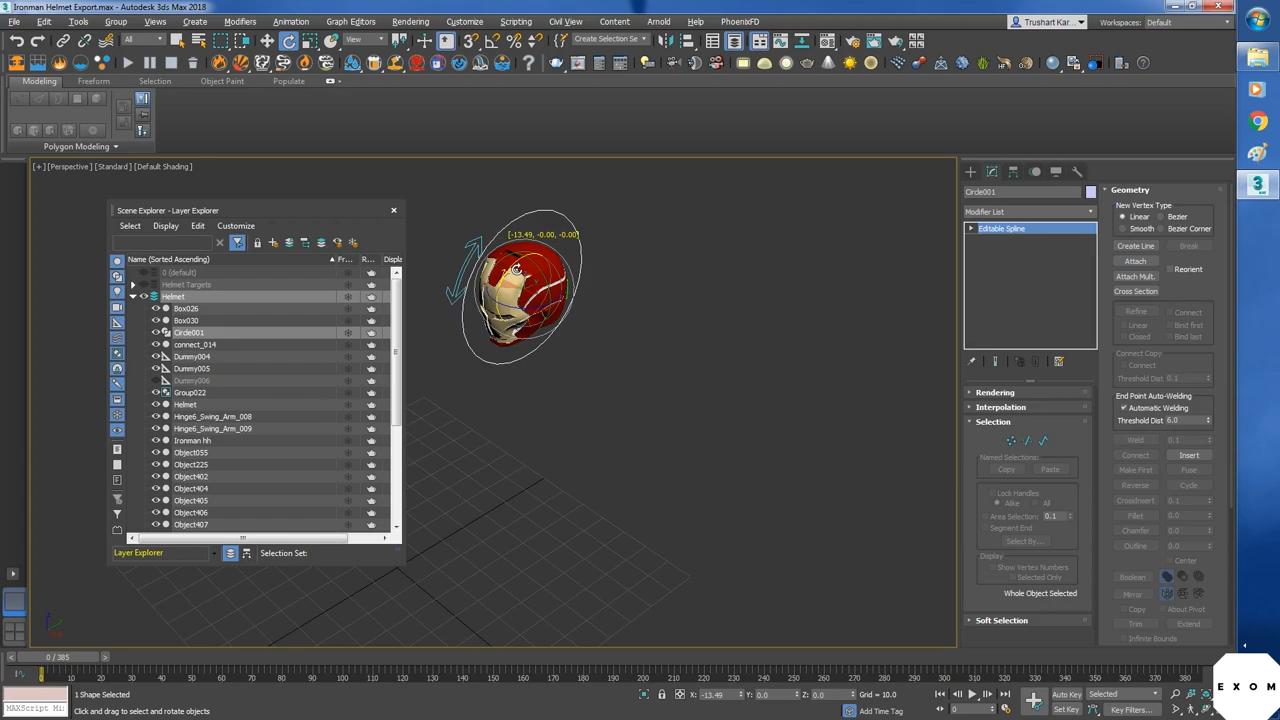 Ironman Helmet Export.max - Autodesk 3ds Max 2018
File Edit Tools Group Views Create Modifiers Animation Graph Editors Rendering Customize Scripting Civil View Content Arnold Help PhoenixFD
Trushart Kar... Workspaces: Default
All View Create Selection Se
Modeling Freeform Selection Object Paint Populate
Polygon Modeling
[+] [Perspective] [Standard] [Default Shading]
Scene Explorer - Layer Explorer
Select Display Edit Customize
Name (Sorted Ascending) Fr... R... Displa
0 (default)
Helmet Targets
Helmet
Box026
Box030
Circle001
connect_014
Dummy004
Dummy005
Dummy006
Group022
Helmet
Hinge6_Swing_Arm_008
Hinge6_Swing_Arm_009
Ironman hh
Object055
Object225
Object402
Object404
Object405
Object406
Object407
Layer Explorer Selection Set:
[-13.49, -0.00, -0.00]
Circle001
Modifier List
Editable Spline
Rendering
Interpolation
Selection
Named Selections:
Copy Paste
Lock Handles
Alike All
Area Selection: 0.1
Segment End
Select By...
Display
Show Vertex Numbers
Selected Only
Whole Object Selected
Soft Selection
Geometry
New Vertex Type
Linear Bezier
Smooth Bezier Corner
Create Line Break
Attach Reorient
Attach Mult.
Cross Section
Refine Connect
Linear Bind first
Closed Bind last
Connect Copy
Connect
Threshold Dist 0.1
End Point Auto-Welding
Automatic Welding
Threshold Dist 6.0
Weld 0.1
Connect Insert
Make First Fuse
Reverse Cycle
CrossInsert 0.1
Fillet 0.0
Chamfer 0.0
Outline 0.0
Center
Boolean
Mirror
Copy About Pivot
Trim Extend
Infinite Bounds
0 / 385
0 10 20 30 40 50 60 70 80 90 100 110 120 130 140 150 160 170 180 190 200 210 220 230 240 250 260 270 280 290 300 310 320 330 340 350 360 370 380
MAXScript Mi
1 Shape Selected
Click and drag to select and rotate objects
X: -13.49 Y: 0.0 Z: 0.0 Grid = 10.0
Add Time Tag
0
Auto Key Selected
Set Key Key Filters...
EXOM